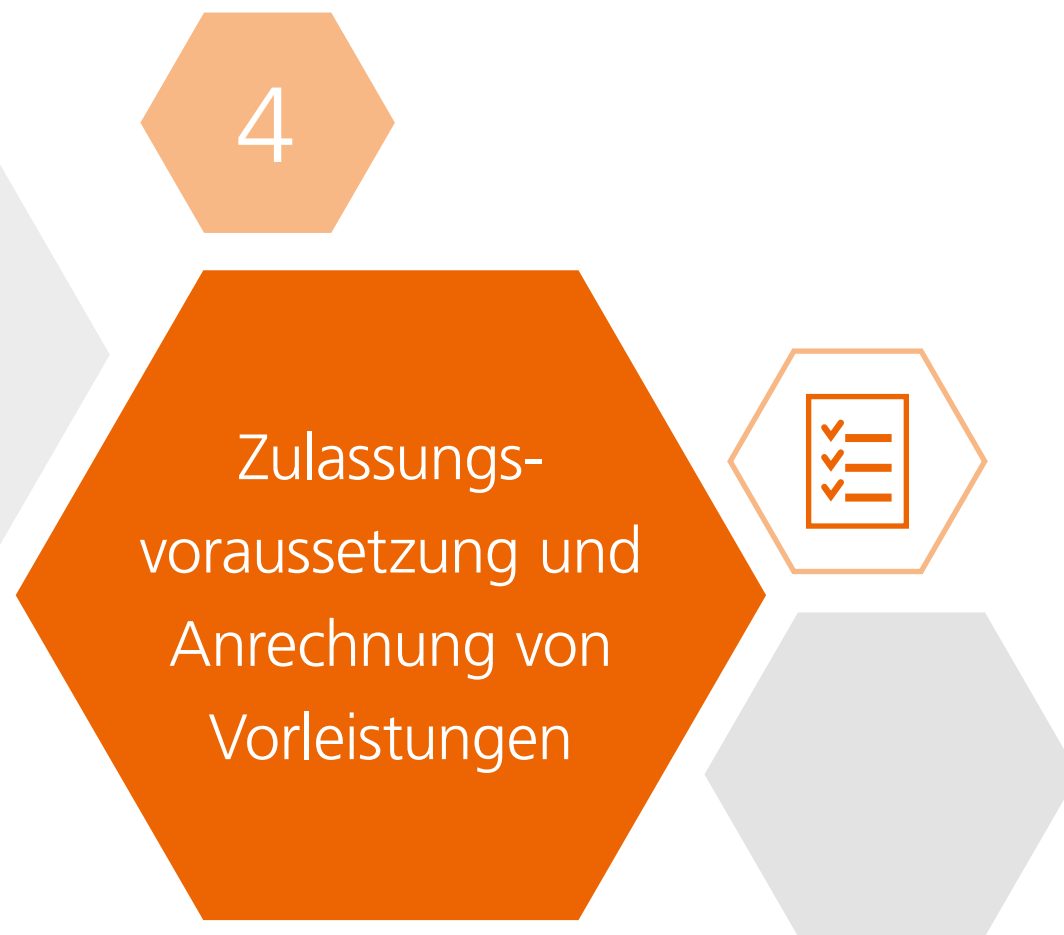 4
Zulassungs-
voraussetzung und
Anrechnung von
Vorleistungen